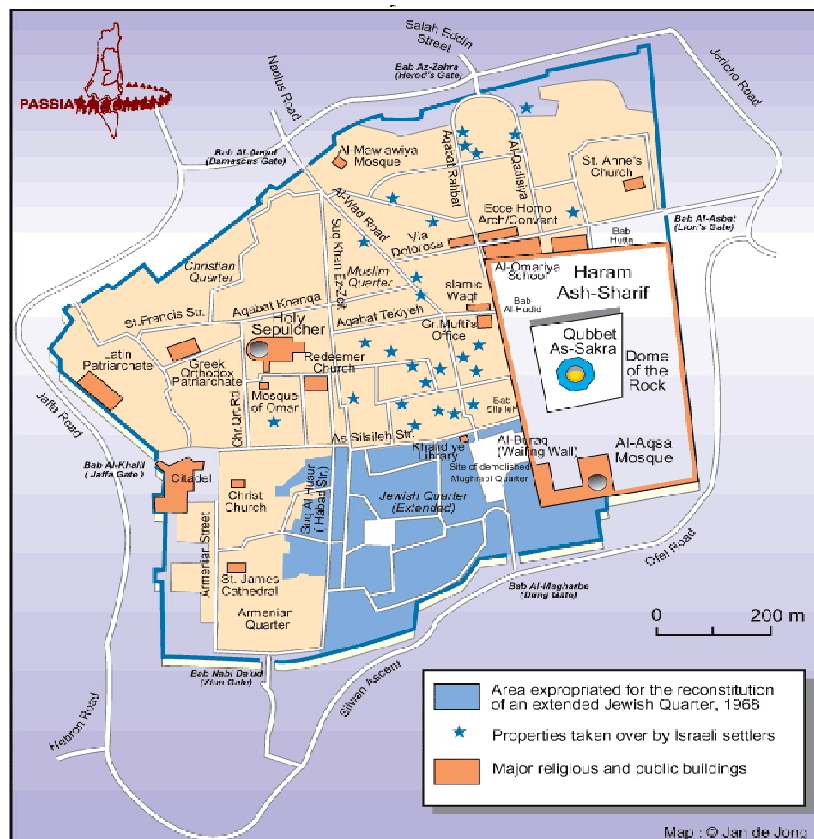 Salah Eddin
Street
Bab Az-Zahra
(Herod's Gate)
Jericho Road
PASSIA
Nablus Road
(Damascus Gate)
Al-Mawlawiya
Mosque
Aqabat Rahbat
Al Qadisiya
St. Anne's
Church
Al-Wad Road
Ecce Homo
Arch/Convent
Bab Al-Asbat
(Lion's Gate)
Via
Dolorosa
Bab
Hutta
Suq Khan Ez-Zeit
Christian
Quarter
Muslim
Quarter
Al-Omariya
School
Haram
Ash-Sharif
Islamic
Waqf
Bab
Al-Hadid
Aqabat Khanqa
St.Francis Str.
Aqabat Tekiyeh
Holy
Sepulcher
Gr.Mufti's
Office
Qubbet
As-Sakra
Dome
of the
Rock
Latin
Patriarchate
Greek
Orthodox
Patriarchate
Redeemer
Church
Mosque
of Omar
Chr.Qrt.Rd.
Jaffa Road
Bab
Silsileh
As Silsileh Str.
Khalidiye
Library
Al-Buraq
(Wailing Wall)
Al-Aqsa
Mosque
Bab Al-Khalil
(Jaffa Gate)
Citadel
Site of demolished
Mughrabi Quarter
Christ
Church
Habad Str.)
Jewish Quarter
(Extended)
Armenian Street
St. James
Cathedral
Armenian
Quarter
Ofel Road
Bab Al-Magharbe
(Dung Gate)
0 200 m
Bab Nabi Da'ud
(Zion Gate)
Silwan Ascent
Hebron Road
Area expropriated for the reconstitution
of an extended Jewish Quarter, 1968
Properties taken over by Israeli settlers
Major religious and public buildings
Map : © Jan de Jong